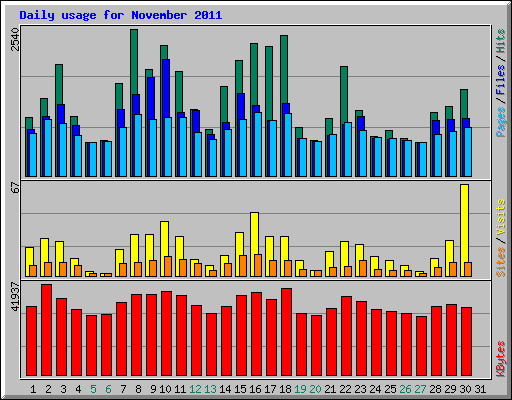 Daily usage for November 2011
2540
Pages / Files / Hits
67
Sites / Visits
41937
KBytes
1 2 3 4 5 6 7 8 9 10 11 12 13 14 15 16 17 18 19 20 21 22 23 24 25 26 27 28 29 30 31